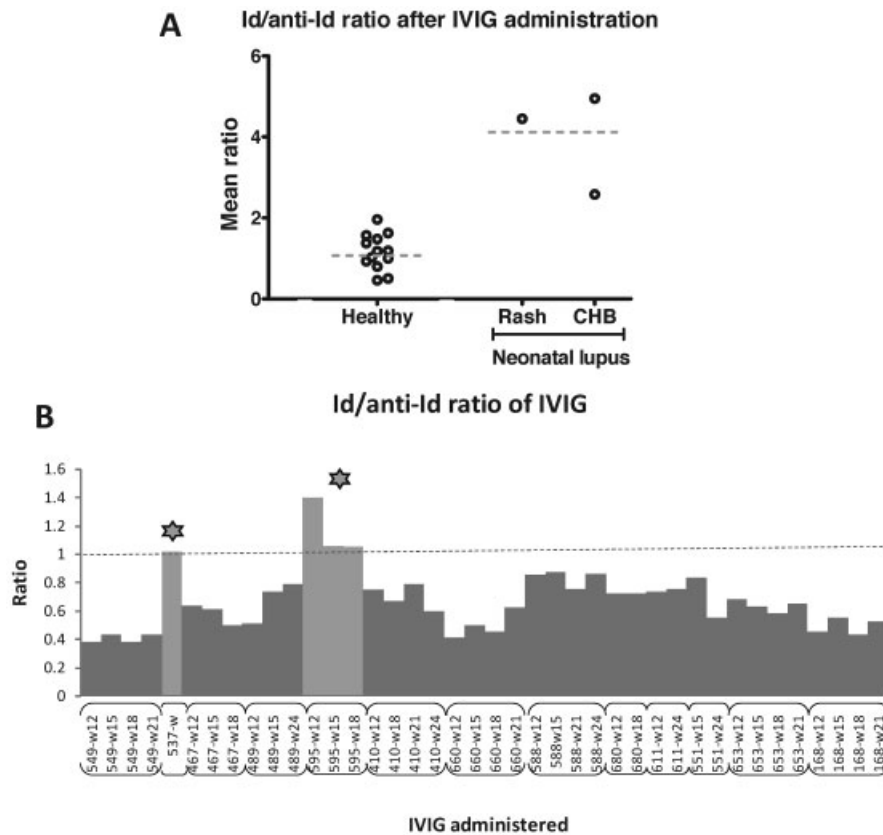 A
Id/anti-Id ratio after IVIG administration
Mean ratio
6
4
2
0
Healthy
Rash
CHB
Neonatal lupus
B
Id/anti-Id ratio of IVIG
Ratio
1.6
1.4
1.2
1
0.8
0.6
0.4
0.2
0
549-w12
549-w15
549-w18
549-w21
537-w
467-w12
467-w15
467-w18
489-w12
489-w15
489-w24
595-w12
595-w15
595-w18
410-w12
410-w18
410-w21
410-w24
660-w12
660-w15
660-w18
660-w21
588-w12
588w15
588-w21
588-w24
680-w12
680-w18
611-w12
611-w24
551-w15
551-w24
653-w12
653-w15
653-w18
653-w21
168-w12
168-w15
168-w18
168-w21
IVIG administered